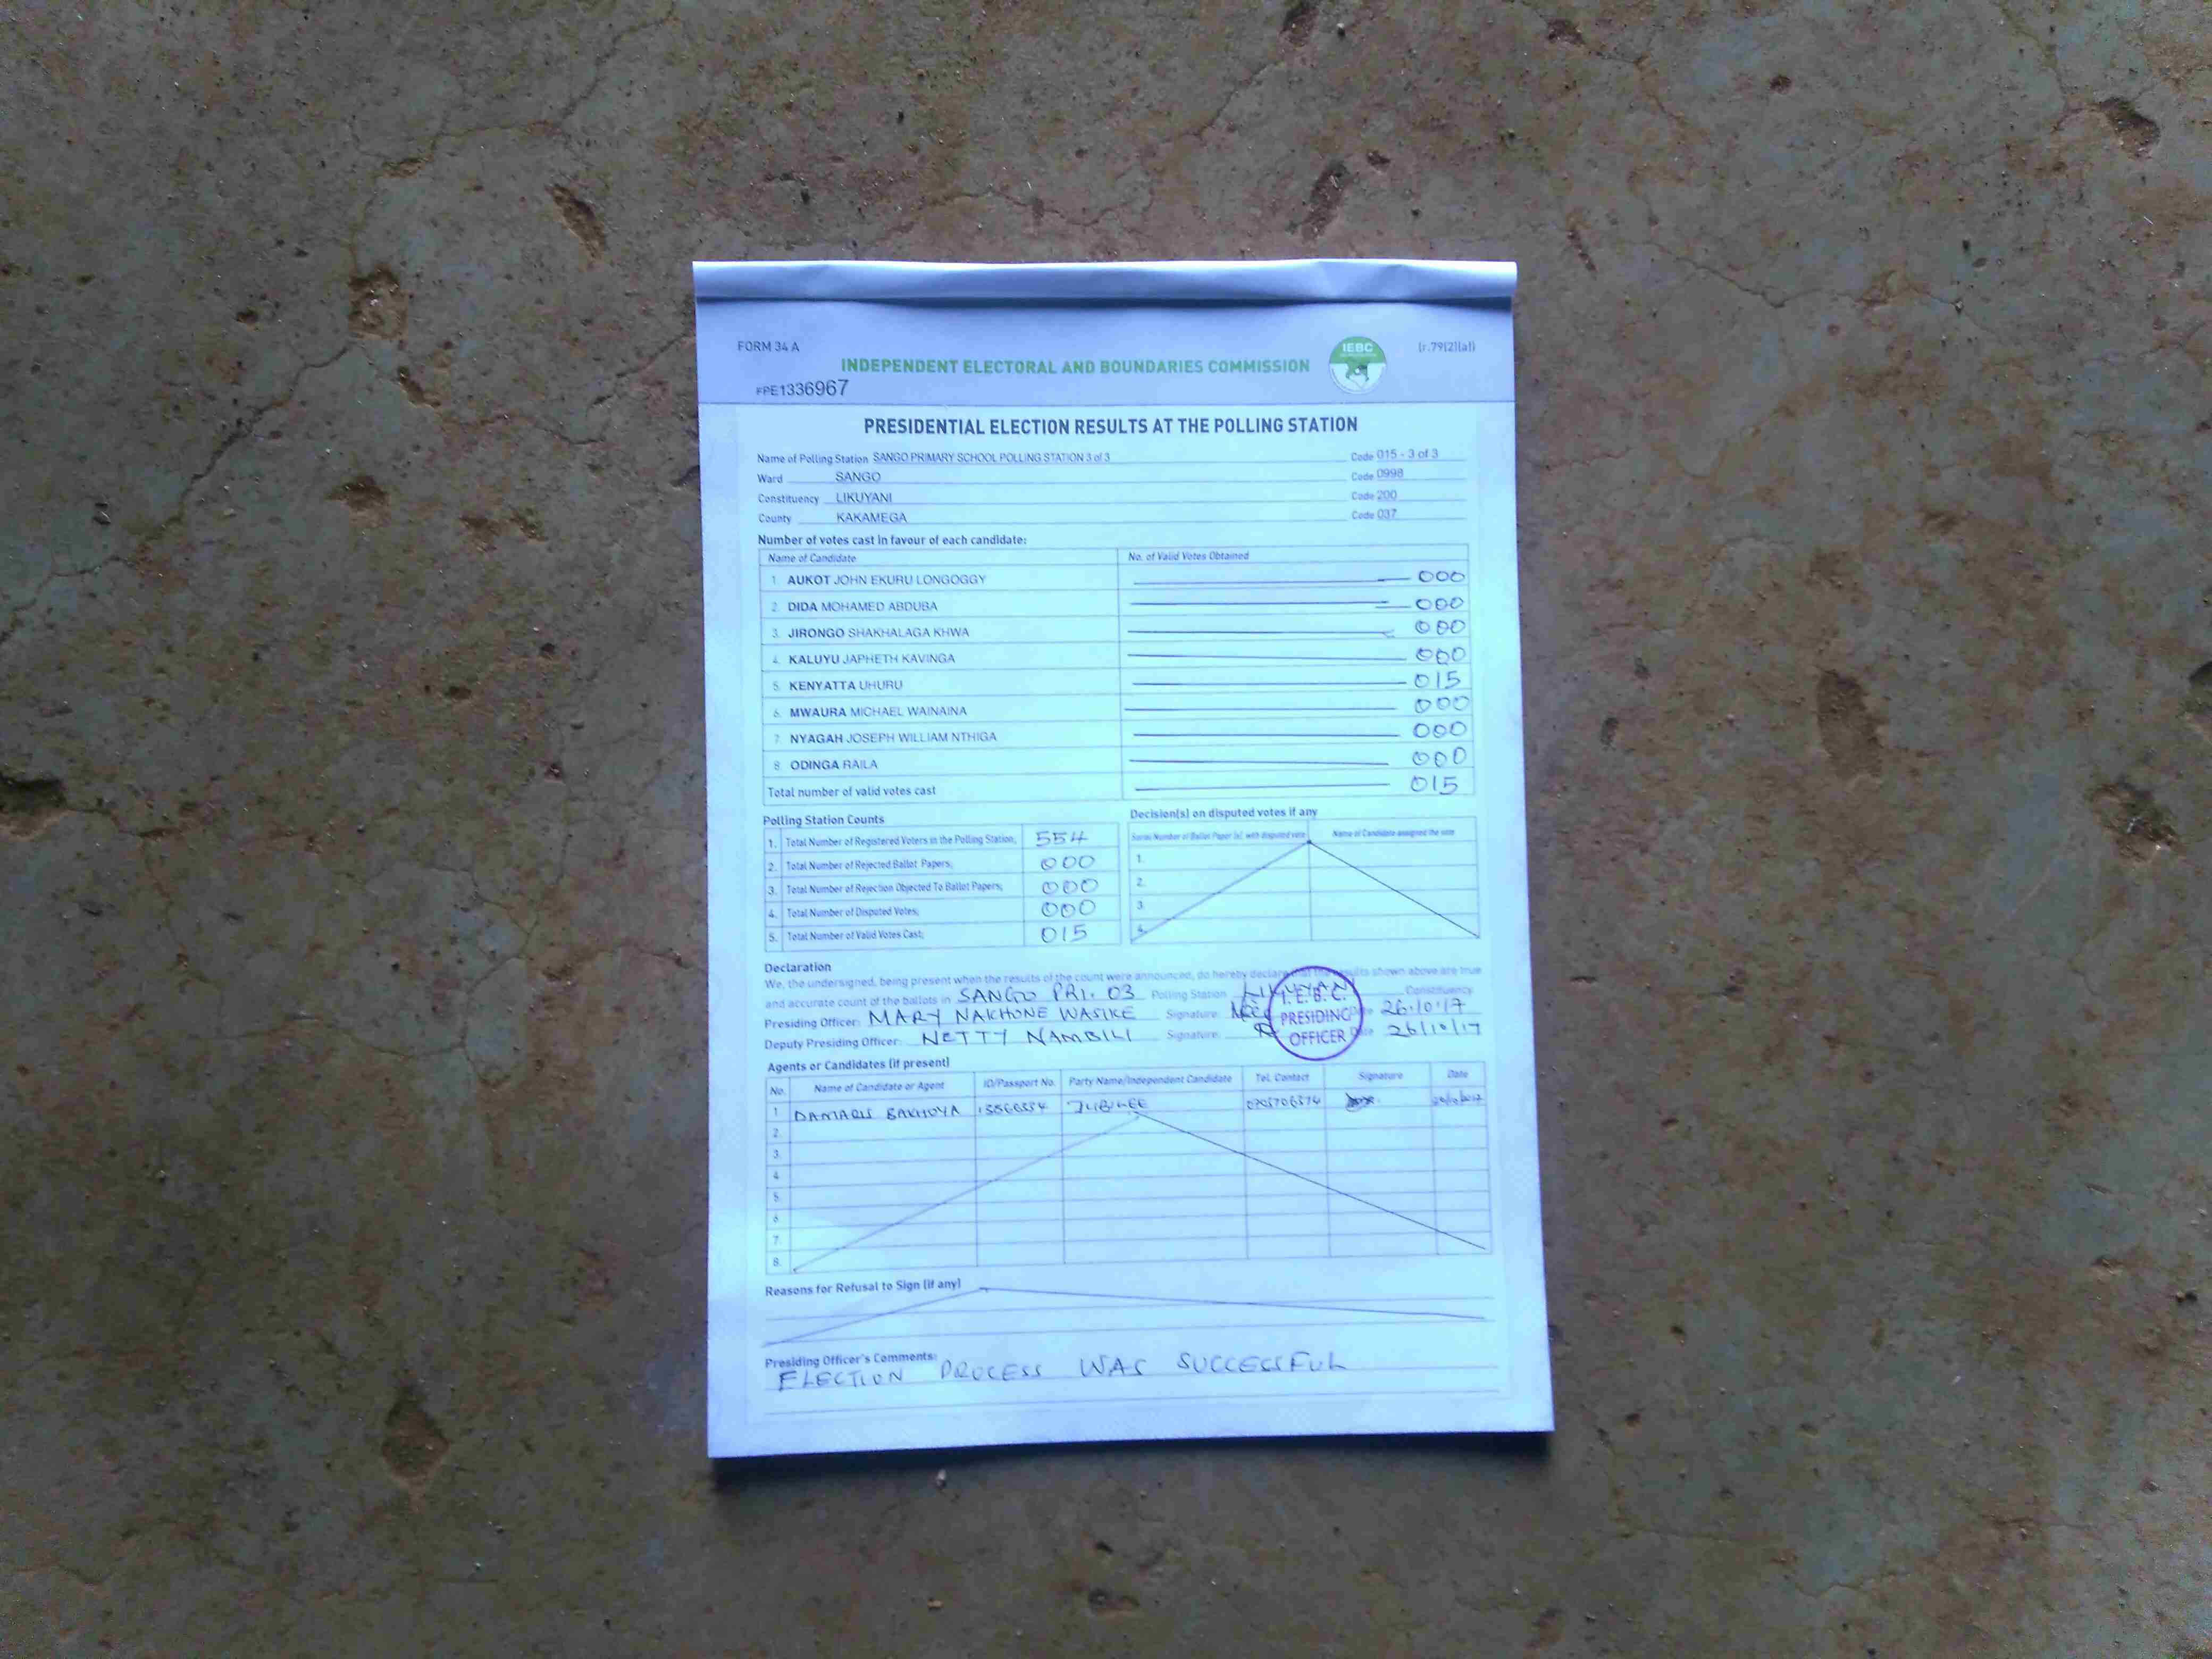 FORM 34 A
IEBC
(r.79(2)(a))
INDEPENDENT ELECTORAL AND BOUNDARIES COMMISSION
PPE1336967
PRESIDENTIAL ELECTION RESULTS AT THE POLLING STATION
Name of Polling Station SANGO PRIMARY SCHOOL POLLING STATION 3 of 3 Code 015 - 3 of 3
Ward SANGO Code 0998
Constituency LIKUYANI Code 200
County KAKAMEGA Code 037
Number of votes cast in favour of each candidate:
Name of Candidate No. of Valid Votes Obtained
1. AUKOT JOHN EKURU LONGOGGY 000
2. DIDA MOHAMED ABDUBA 000
3. JIRONGO SHAKHALAGA KHWA 000
4. KALUYU JAPHETH KAVINGA 000
5. KENYATTA UHURU 015
6. MWAURA MICHAEL WAINAINA 000
7. NYAGAH JOSEPH WILLIAM NTHIGA 000
8. ODINGA RAILA 000
Total number of valid votes cast 015
Polling Station Counts
1. Total Number of Registered Voters in the Polling Station; 554
2. Total Number of Rejected Ballot Papers; 000
3. Total Number of Rejection Objected To Ballot Papers; 000
4. Total Number of Disputed Votes; 000
5. Total Number of Valid Votes Cast; 015
Decision(s) on disputed votes if any
Serial Number of Ballot Paper (s) with disputed vote Name of Candidate assigned the vote
1.
2.
3.
4.
Declaration
We, the undersigned, being present when the results of the count were announced, do hereby declare that the results shown above are true
and accurate count of the ballots in SANGO PRI. 03 Polling Station LIKUYANI Constituency
Presiding Officer: MARY NAKHONE WASIKE Signature: Date 26.10.17
Deputy Presiding Officer: NETTY NAMBILI Signature: Date 26/10/17
I.E.B.C.
PRESIDING
OFFICER
Agents or Candidates (if present)
No. Name of Candidate or Agent ID/Passport No. Party Name/Independent Candidate Tel. Contact Signature Date
1. DAMARIS BAKHOYA JUBILEE
2.
3.
4.
5.
6.
7.
8.
Reasons for Refusal to Sign (if any)
Presiding Officer's Comments:
ELECTION PROCESS WAS SUCCESSFUL